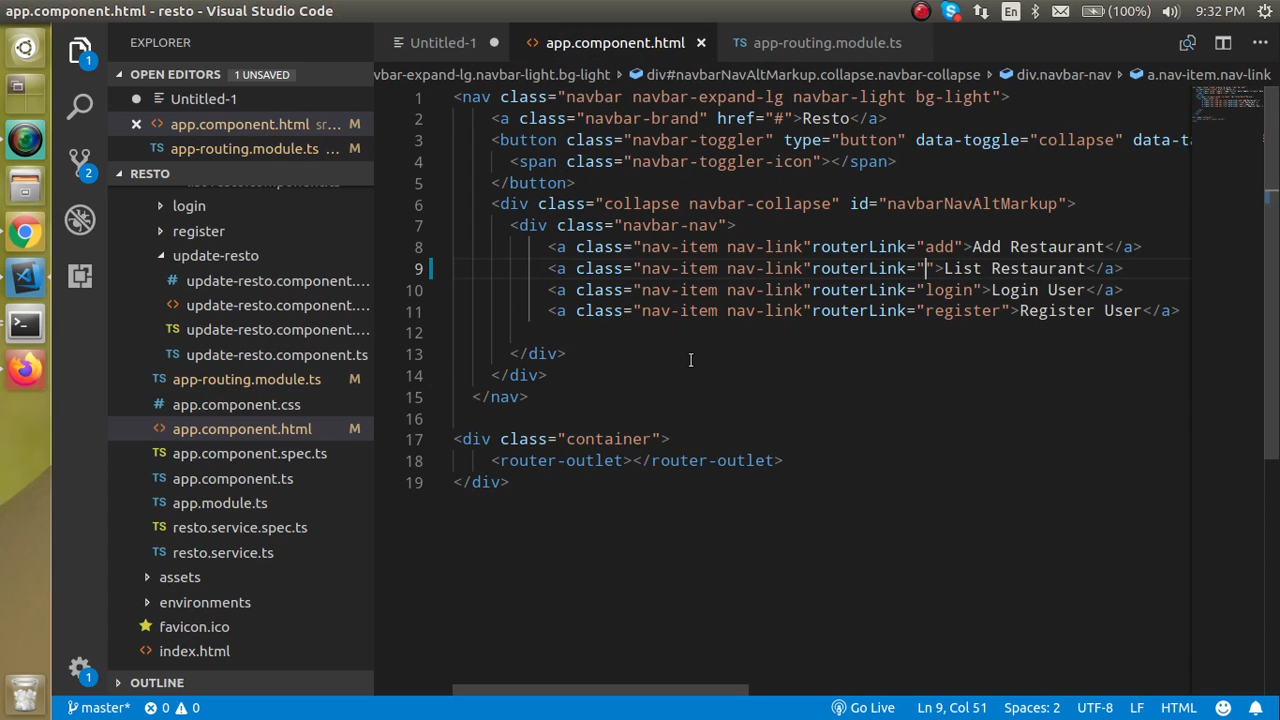 app.component.html - resto - Visual Studio Code
En (100%) 9:32 PM
EXPLORER
Untitled-1 app.component.html app-routing.module.ts
OPEN EDITORS 1 UNSAVED
vbar-expand-lg.navbar-light.bg-light div#navbarNavAltMarkup.collapse.navbar-collapse div.navbar-nav a.nav-item.nav-link
Untitled-1
app.component.html sr...
app-routing.module.ts ...
RESTO
login
register
update-resto
update-resto.component....
update-resto.component....
update-resto.component....
update-resto.component.ts
app-routing.module.ts M
app.component.css
app.component.html M
app.component.spec.ts
app.component.ts
app.module.ts
resto.service.spec.ts
resto.service.ts
assets
environments
favicon.ico
index.html
OUTLINE
1 <nav class="navbar navbar-expand-lg navbar-light bg-light">
2 <a class="navbar-brand" href="#">Resto</a>
3 <button class="navbar-toggler" type="button" data-toggle="collapse" data-ta
4 <span class="navbar-toggler-icon"></span>
5 </button>
6 <div class="collapse navbar-collapse" id="navbarNavAltMarkup">
7 <div class="navbar-nav">
8 <a class="nav-item nav-link"routerLink="add">Add Restaurant</a>
9 <a class="nav-item nav-link"routerLink="">List Restaurant</a>
10 <a class="nav-item nav-link"routerLink="login">Login User</a>
11 <a class="nav-item nav-link"routerLink="register">Register User</a>
12
13 </div>
14 </div>
15 </nav>
16
17 <div class="container">
18 <router-outlet></router-outlet>
19 </div>
1
2
1
master* 0 0 Go Live Ln 9, Col 51 Spaces: 2 UTF-8 LF HTML